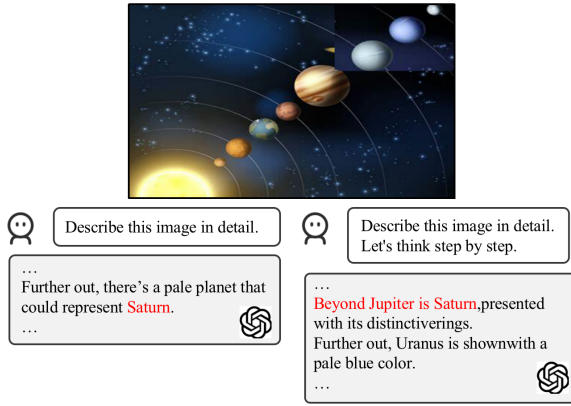 Describe this image in detail.
…
Further out, there's a pale planet that
could represent Saturn.
…
Describe this image in detail.
Let's think step by step.
…
Beyond Jupiter is Saturn,presented
with its distinctiverings.
Further out, Uranus is shownwith a
pale blue color.
…